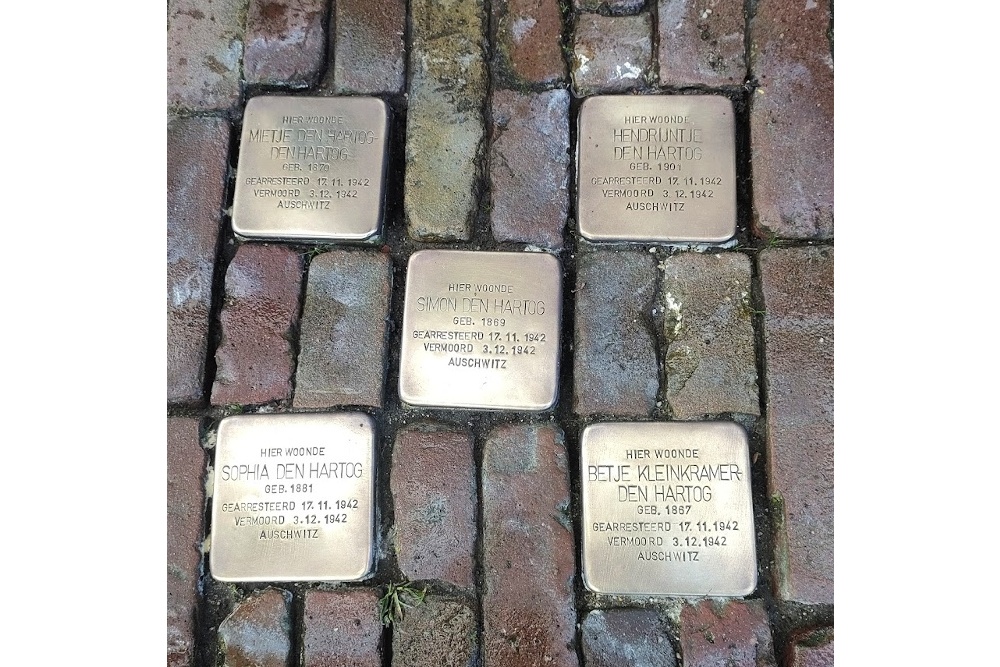 HIER WOONDE
MIETJE DEN HARTOG-
DEN HARTOG
GEB. 1870
GEARRESTEERD 17.11.1942
VERMOORD 3.12.1942
AUSCHWITZ
HIER WOONDE
HENDRIJNTJE
DEN HARTOG
GEB. 1901
GEARRESTEERD 17.11.1942
VERMOORD 3.12.1942
AUSCHWITZ
HIER WOONDE
SIMON DEN HARTOG
GEB. 1869
GEARRESTEERD 17.11.1942
VERMOORD 3.12.1942
AUSCHWITZ
HIER WOONDE
SOPHIA DEN HARTOG
GEB. 1881
GEARRESTEERD 17.11.1942
VERMOORD 3.12.1942
AUSCHWITZ
HIER WOONDE
BETJE KLEINKRAMER-
DEN HARTOG
GEB. 1867
GEARRESTEERD 17.11.1942
VERMOORD 3.12.1942
AUSCHWITZ